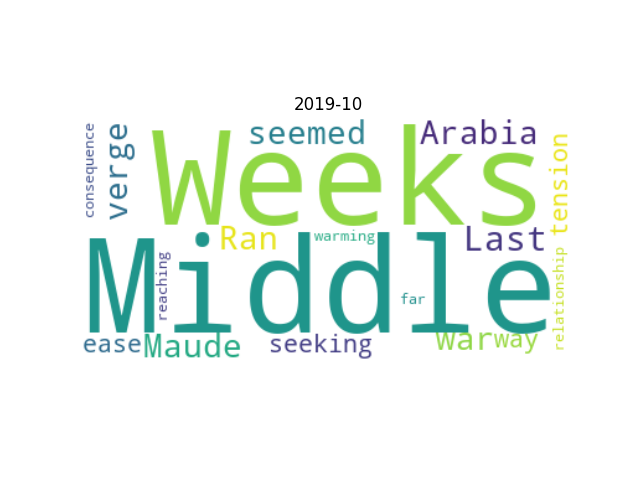 2019-10
consequence
verge
Weeks
seemed
Arabia
tension
Ran
warming
Last
Middle
reaching
far
relationship
ease
Maude
seeking
war
way